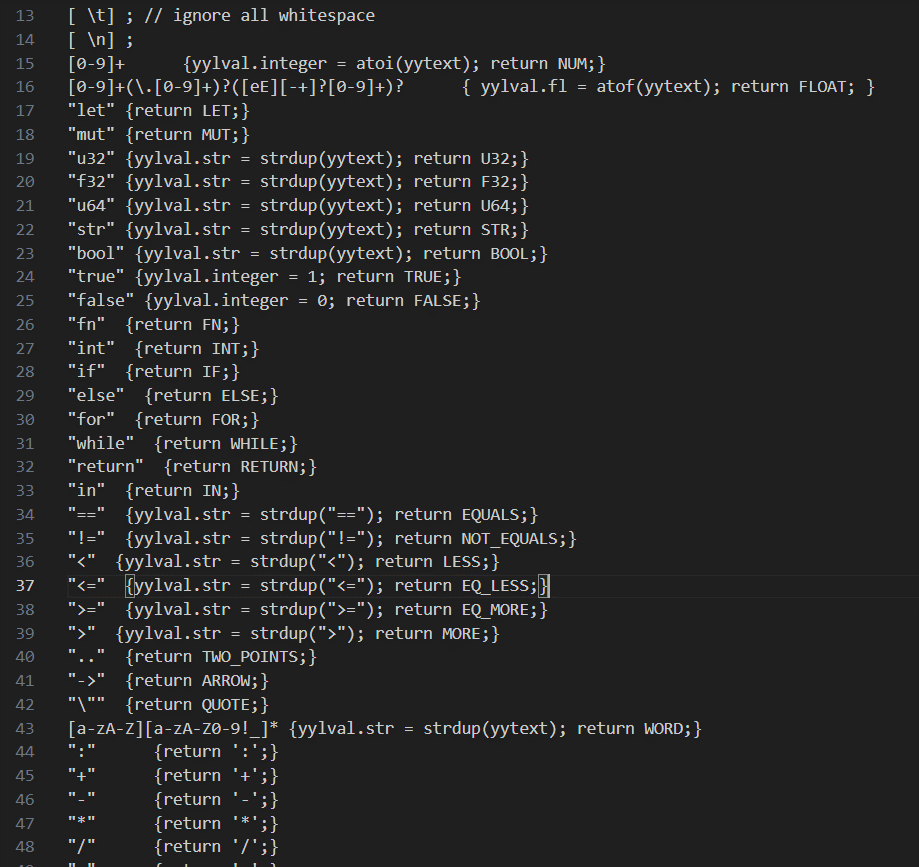 13 [ \t] ; // ignore all whitespace
14 [ \n] ;
15 [0-9]+      {yylval.integer = atoi(yytext); return NUM;}
16 [0-9]+(\.[0-9]+)?([eE][-+]?[0-9]+)?      { yylval.fl = atof(yytext); return FLOAT; }
17 "let" {return LET;}
18 "mut" {return MUT;}
19 "u32" {yylval.str = strdup(yytext); return U32;}
20 "f32" {yylval.str = strdup(yytext); return F32;}
21 "u64" {yylval.str = strdup(yytext); return U64;}
22 "str" {yylval.str = strdup(yytext); return STR;}
23 "bool" {yylval.str = strdup(yytext); return BOOL;}
24 "true" {yylval.integer = 1; return TRUE;}
25 "false" {yylval.integer = 0; return FALSE;}
26 "fn"  {return FN;}
27 "int"  {return INT;}
28 "if"  {return IF;}
29 "else"  {return ELSE;}
30 "for"  {return FOR;}
31 "while"  {return WHILE;}
32 "return"  {return RETURN;}
33 "in"  {return IN;}
34 "=="  {yylval.str = strdup("=="); return EQUALS;}
35 "!="  {yylval.str = strdup("!="); return NOT_EQUALS;}
36 "<"  {yylval.str = strdup("<"); return LESS;}
37 "<="  {yylval.str = strdup("<="); return EQ_LESS;}
38 ">="  {yylval.str = strdup(">="); return EQ_MORE;}
39 ">"  {yylval.str = strdup(">"); return MORE;}
40 ".."  {return TWO_POINTS;}
41 "->"  {return ARROW;}
42 "\""  {return QUOTE;}
43 [a-zA-Z][a-zA-Z0-9!_]* {yylval.str = strdup(yytext); return WORD;}
44 ":"      {return ':';}
45 "+"      {return '+';}
46 "-"      {return '-';}
47 "*"      {return '*';}
48 "/"      {return '/';}